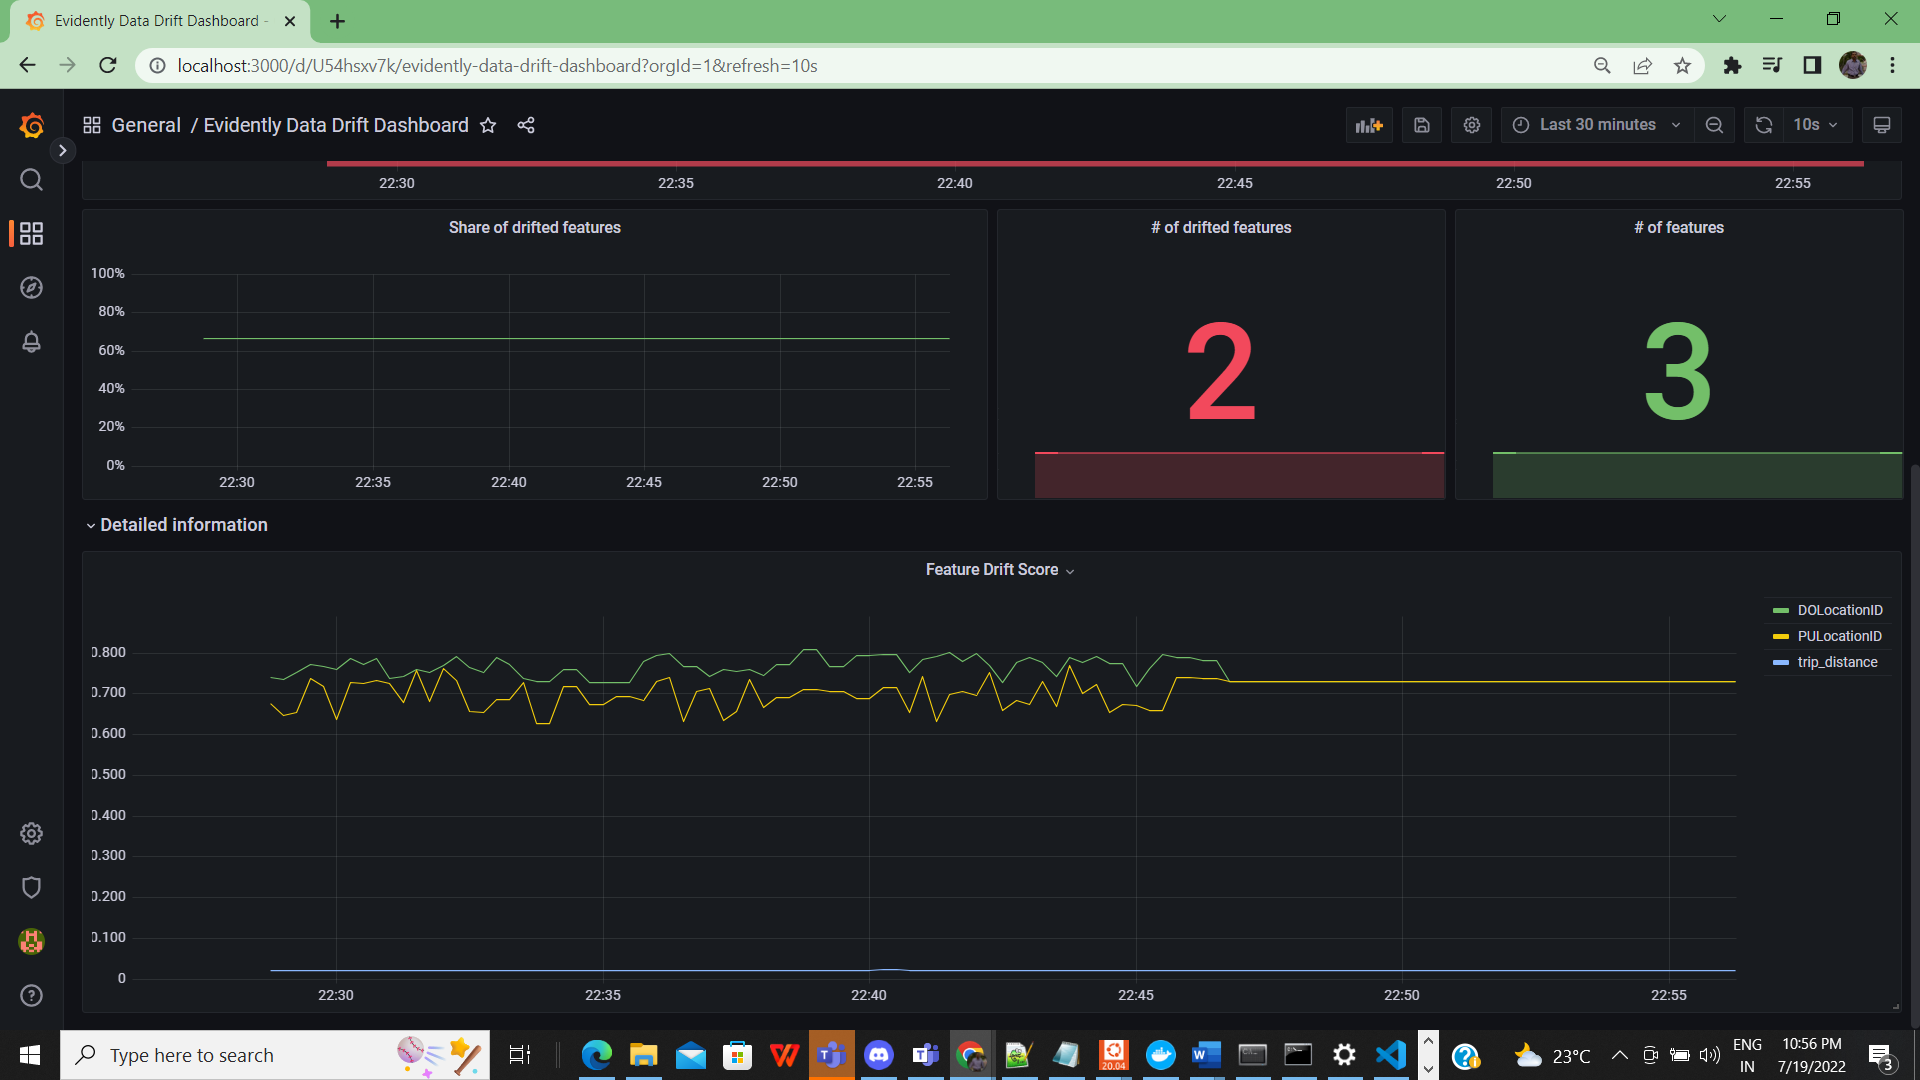 Evidently Data Drift Dashboard -
localhost:3000/d/U54hsxv7k/evidently-data-drift-dashboard?orgId=1&refresh=10s
General / Evidently Data Drift Dashboard
Last 30 minutes
10s
22:30 22:35 22:40 22:45 22:50 22:55
Share of drifted features
100%
80%
60%
40%
20%
0%
22:30 22:35 22:40 22:45 22:50 22:55
# of drifted features
2
# of features
3
Detailed information
Feature Drift Score
0.800
0.700
0.600
0.500
0.400
0.300
0.200
0.100
0
22:30 22:35 22:40 22:45 22:50 22:55
DOLocationID
PULocationID
trip_distance
Type here to search
20.04
23°C
ENG
IN
10:56 PM
7/19/2022
3